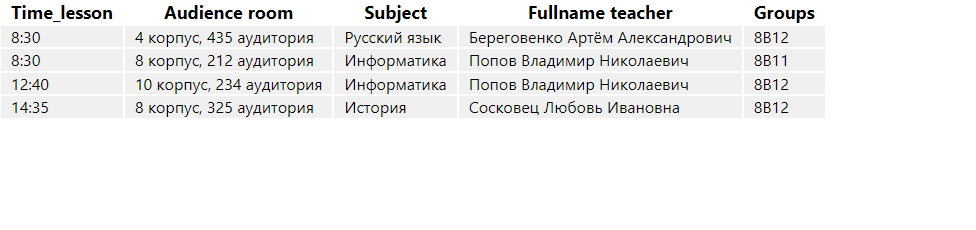 Time_lesson Audience room Subject Fullname teacher Groups
8:30 4 корпус, 435 аудитория Русский язык Береговенко Артём Александрович 8В12
8:30 8 корпус, 212 аудитория Информатика Попов Владимир Николаевич 8В11
12:40 10 корпус, 234 аудитория Информатика Попов Владимир Николаевич 8В12
14:35 8 корпус, 325 аудитория История Сосковец Любовь Ивановна 8В12